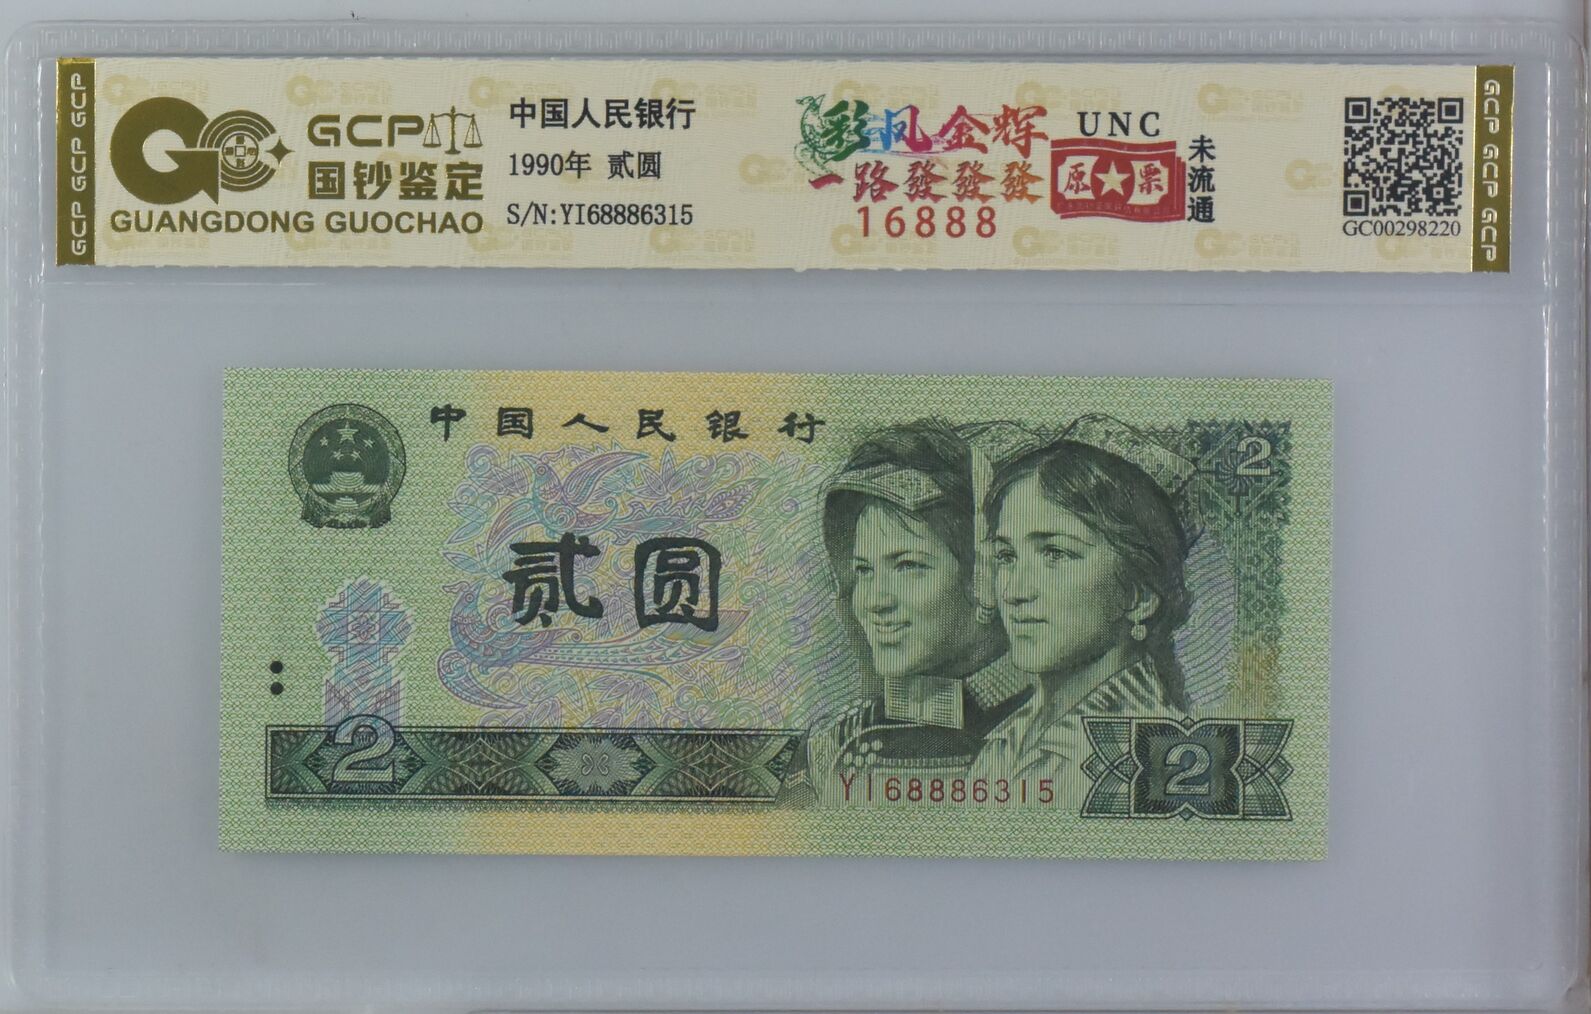 GCP GCP GCP
GCP
国钞鉴定
GUANGDONG GUOCHAO
中国人民银行
1990年 贰圆
S/N:YI68886315
彩凤金辉
一路發發發
16888
UNC
原★票
未流通
GC00298220
GCP GCP GCP
中国人民银行
2
贰圆
2
YI68886315
2